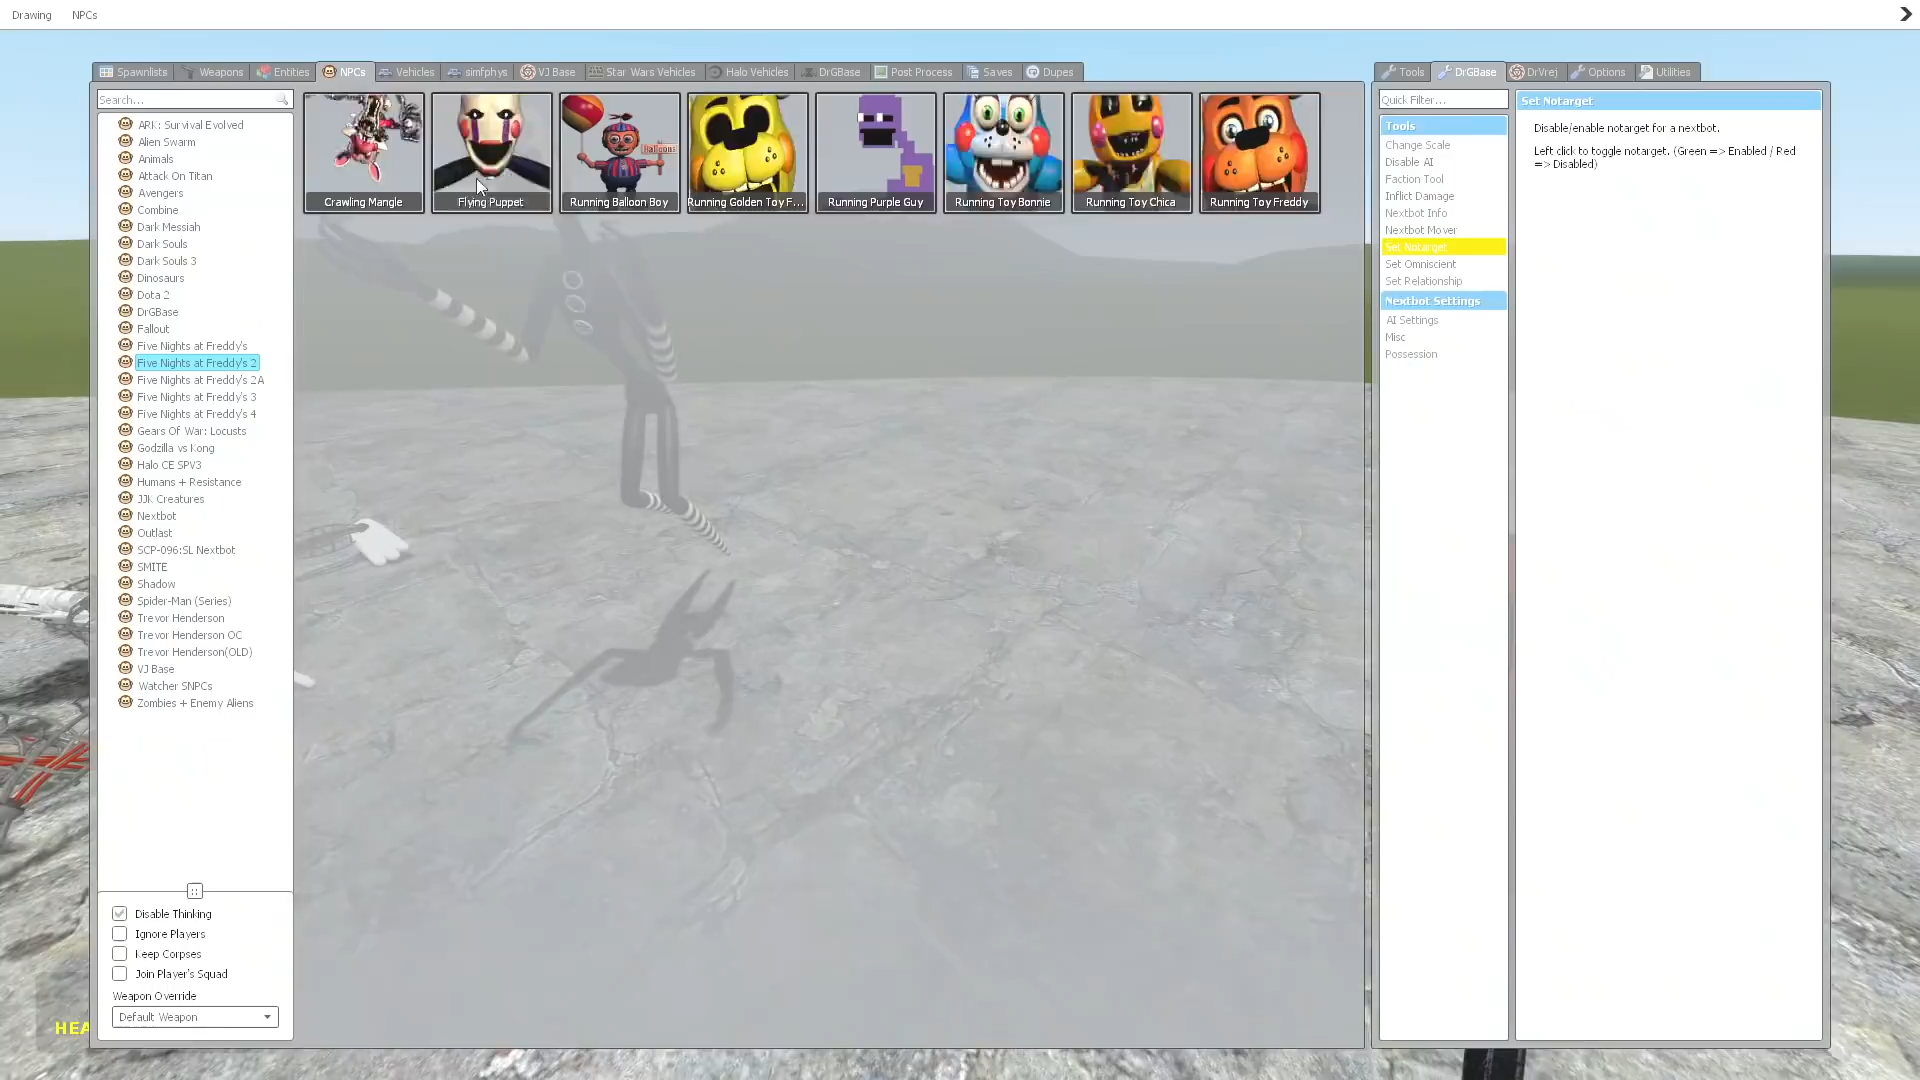 Drawing NPCs
Spawnlists Weapons Entities NPCs Vehicles simfphys VJ Base Star Wars Vehicles Halo Vehicles DrGBase Post Process Saves Dupes
Search...
ARK: Survival Evolved
Alien Swarm
Animals
Attack On Titan
Avengers
Combine
Dark Messiah
Dark Souls
Dark Souls 3
Dinosaurs
Dota 2
DrGBase
Fallout
Five Nights at Freddy's
Five Nights at Freddy's 2
Five Nights at Freddy's 2A
Five Nights at Freddy's 3
Five Nights at Freddy's 4
Gears Of War: Locusts
Godzilla vs Kong
Halo CE SPV3
Humans + Resistance
JJK Creatures
Nextbot
Outlast
SCP-096:SL Nextbot
SMITE
Shadow
Spider-Man (Series)
Trevor Henderson
Trevor Henderson OC
Trevor Henderson(OLD)
VJ Base
Watcher SNPCs
Zombies + Enemy Aliens
Disable Thinking
Ignore Players
Keep Corpses
Join Player's Squad
Weapon Override
Default Weapon
HEA
Balloons
Crawling Mangle Flying Puppet Running Balloon Boy Running Golden Toy F... Running Purple Guy Running Toy Bonnie Running Toy Chica Running Toy Freddy
Tools DrGBase DrVrej Options Utilities
Quick Filter...
Tools
Change Scale
Disable AI
Faction Tool
Inflict Damage
Nextbot Info
Nextbot Mover
Set Notarget
Set Omniscient
Set Relationship
Nextbot Settings
AI Settings
Misc
Possession
Set Notarget
Disable/enable notarget for a nextbot.
Left click to toggle notarget. (Green => Enabled / Red
=> Disabled)